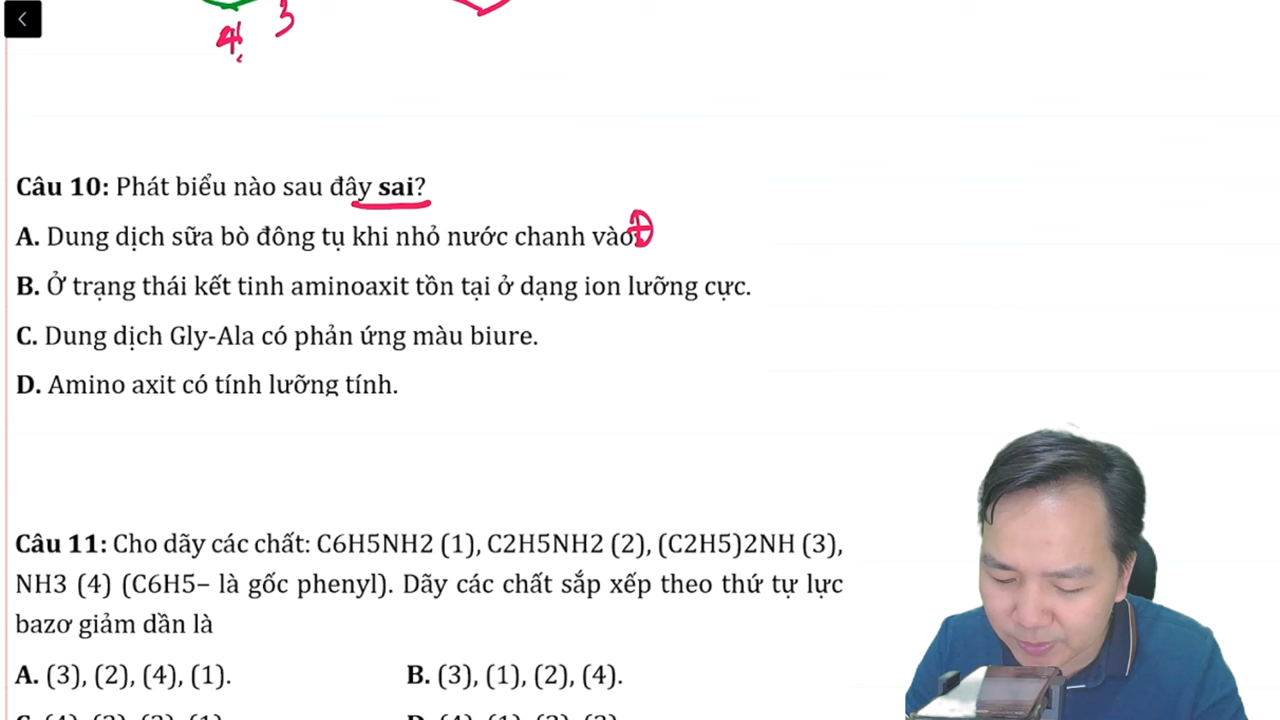 4 3
Câu 10: Phát biểu nào sau đây sai?
A. Dung dịch sữa bò đông tụ khi nhỏ nước chanh vào. Đ
B. Ở trạng thái kết tinh aminoaxit tồn tại ở dạng ion lưỡng cực.
C. Dung dịch Gly-Ala có phản ứng màu biure.
D. Amino axit có tính lưỡng tính.
Câu 11: Cho dãy các chất: C6H5NH2 (1), C2H5NH2 (2), (C2H5)2NH (3),
NH3 (4) (C6H5– là gốc phenyl). Dãy các chất sắp xếp theo thứ tự lực
bazơ giảm dần là
A. (3), (2), (4), (1). B. (3), (1), (2), (4).